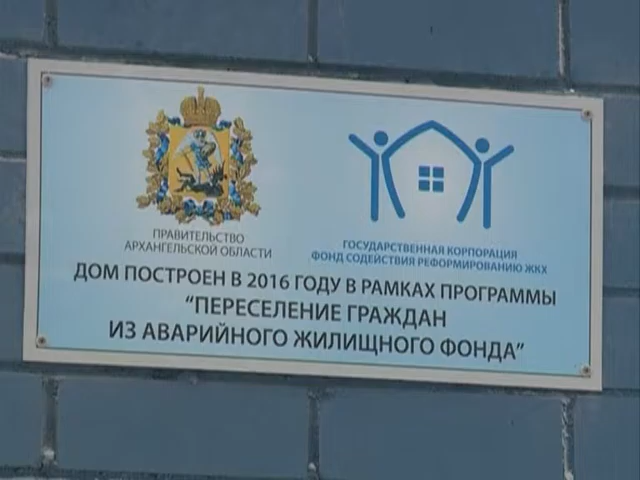 ПРАВИТЕЛЬСТВО
АРХАНГЕЛЬСКОЙ ОБЛАСТИ
ГОСУДАРСТВЕННАЯ КОРПОРАЦИЯ
ФОНД СОДЕЙСТВИЯ РЕФОРМИРОВАНИЮ ЖКХ
ДОМ ПОСТРОЕН В 2016 ГОДУ В РАМКАХ ПРОГРАММЫ
“ПЕРЕСЕЛЕНИЕ ГРАЖДАН
ИЗ АВАРИЙНОГО ЖИЛИЩНОГО ФОНДА”